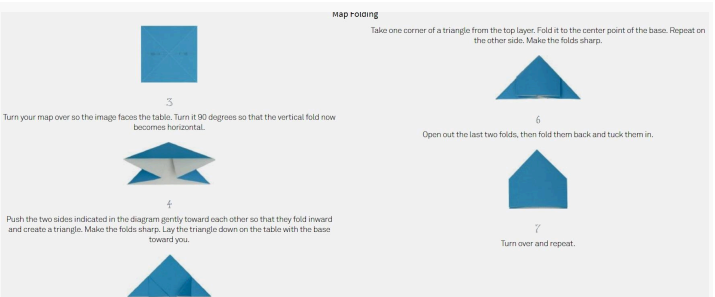 Map Folding
3
Turn your map over so the image faces the table. Turn it 90 degrees so that the vertical fold now
becomes horizontal.
4
Push the two sides indicated in the diagram gently toward each other so that they fold inward
and create a triangle. Make the folds sharp. Lay the triangle down on the table with the base
toward you.
Take one corner of a triangle from the top layer. Fold it to the center point of the base. Repeat on
the other side. Make the folds sharp.
6
Open out the last two folds, then fold them back and tuck them in.
7
Turn over and repeat.